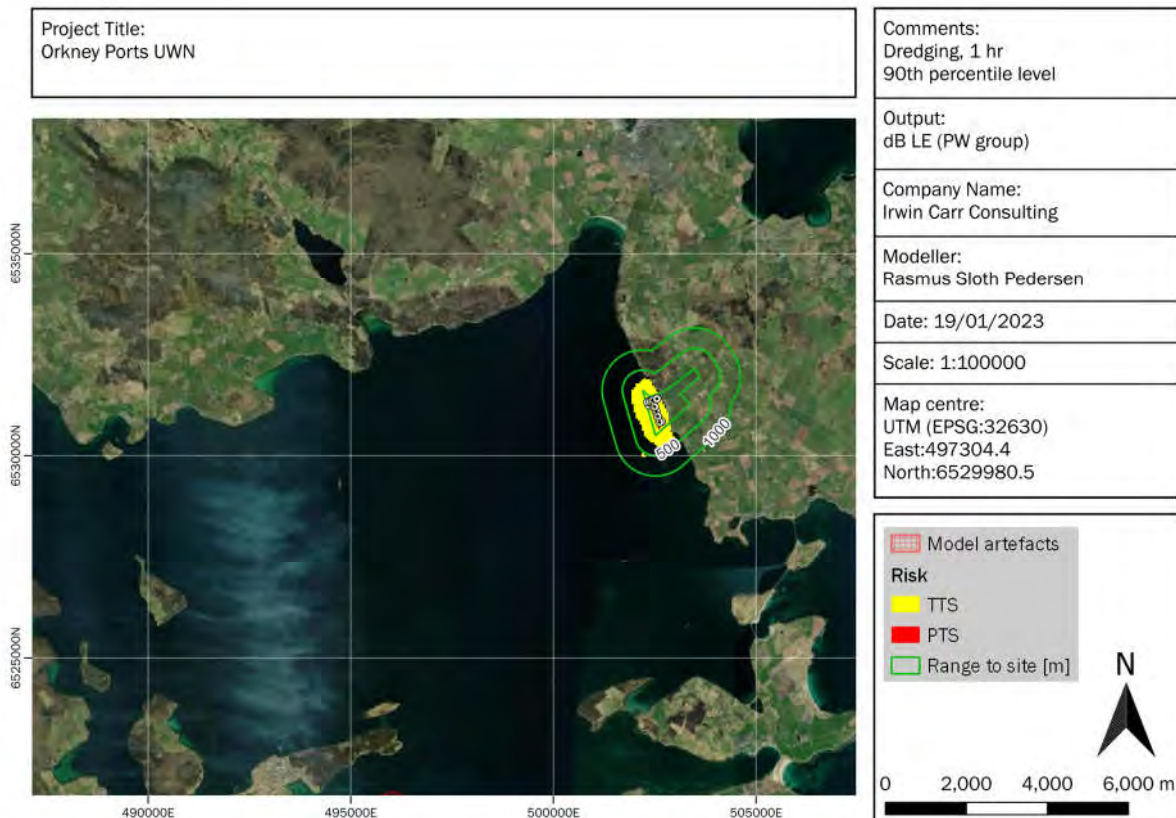 Project Title:
Orkney Ports UWN
Comments:
Dredging, 1 hr
90th percentile level
Output:
dB LE (PW group)
Company Name:
Irwin Carr Consulting
Modeller:
Rasmus Sloth Pedersen
Date: 19/01/2023
Scale: 1:100000
Map centre:
UTM (EPSG:32630)
East:497304.4
North:6529980.5
6535000N
6530000N
6525000N
500
1000
490000E
495000E
500000E
505000E
Model artefacts
Risk
TTS
PTS
Range to site [m]
N
0
2,000
4,000
6,000 m